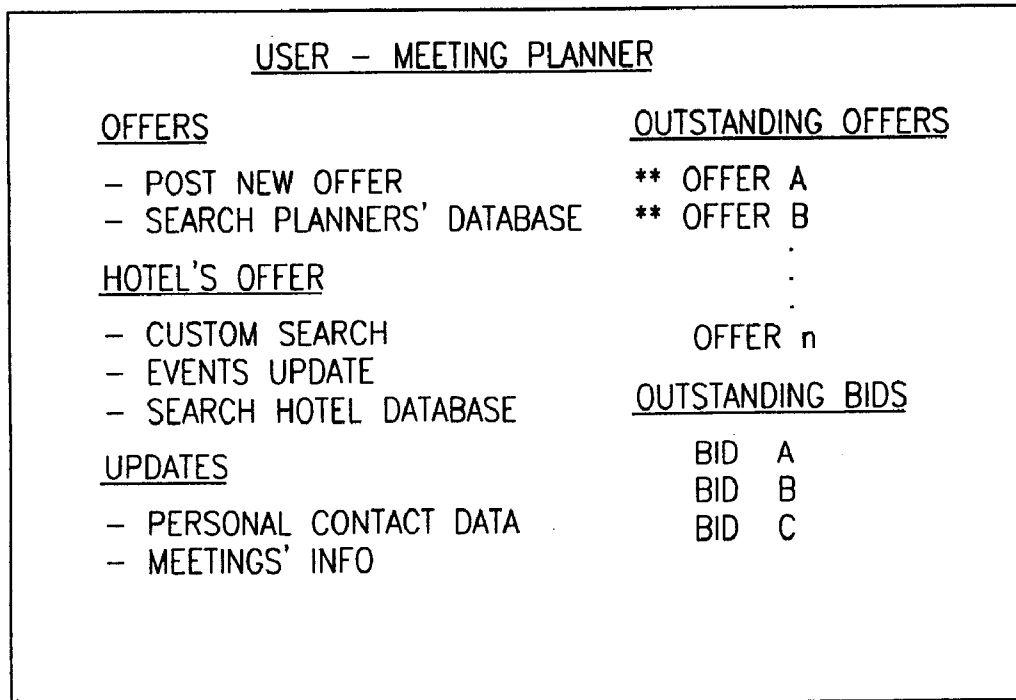 USER – MEETING PLANNER
OFFERS
– POST NEW OFFER
– SEARCH PLANNERS' DATABASE
HOTEL'S OFFER
– CUSTOM SEARCH
– EVENTS UPDATE
– SEARCH HOTEL DATABASE
UPDATES
– PERSONAL CONTACT DATA
– MEETINGS' INFO
OUTSTANDING OFFERS
** OFFER A
** OFFER B
.
.
.
OFFER n
OUTSTANDING BIDS
BID A
BID B
BID C